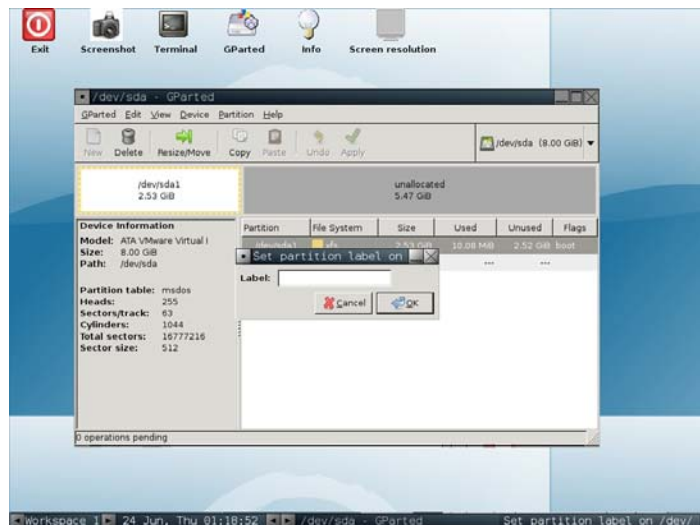 Exit Screenshot Terminal GParted Info Screen resolution
/dev/sda - GParted
GParted Edit View Device Partition Help
New Delete Resize/Move Copy Paste Undo Apply /dev/sda (8.00 GiB)
/dev/sda1
2.53 GiB
unallocated
5.47 GiB
Device Information
Model: ATA VMware Virtual I
Size: 8.00 GiB
Path: /dev/sda
Partition table: msdos
Heads: 255
Sectors/track: 63
Cylinders: 1044
Total sectors: 16777216
Sector size: 512
Partition File System Size Used Unused Flags
/dev/sda1 xfs 2.53 GiB 10.08 MiB 2.52 GiB boot
--- ---
Set partition label on
Label:
Cancel OK
0 operations pending
Workspace 1 24 Jun, Thu 01:18:52 /dev/sda - GParted Set partition label on /dev/